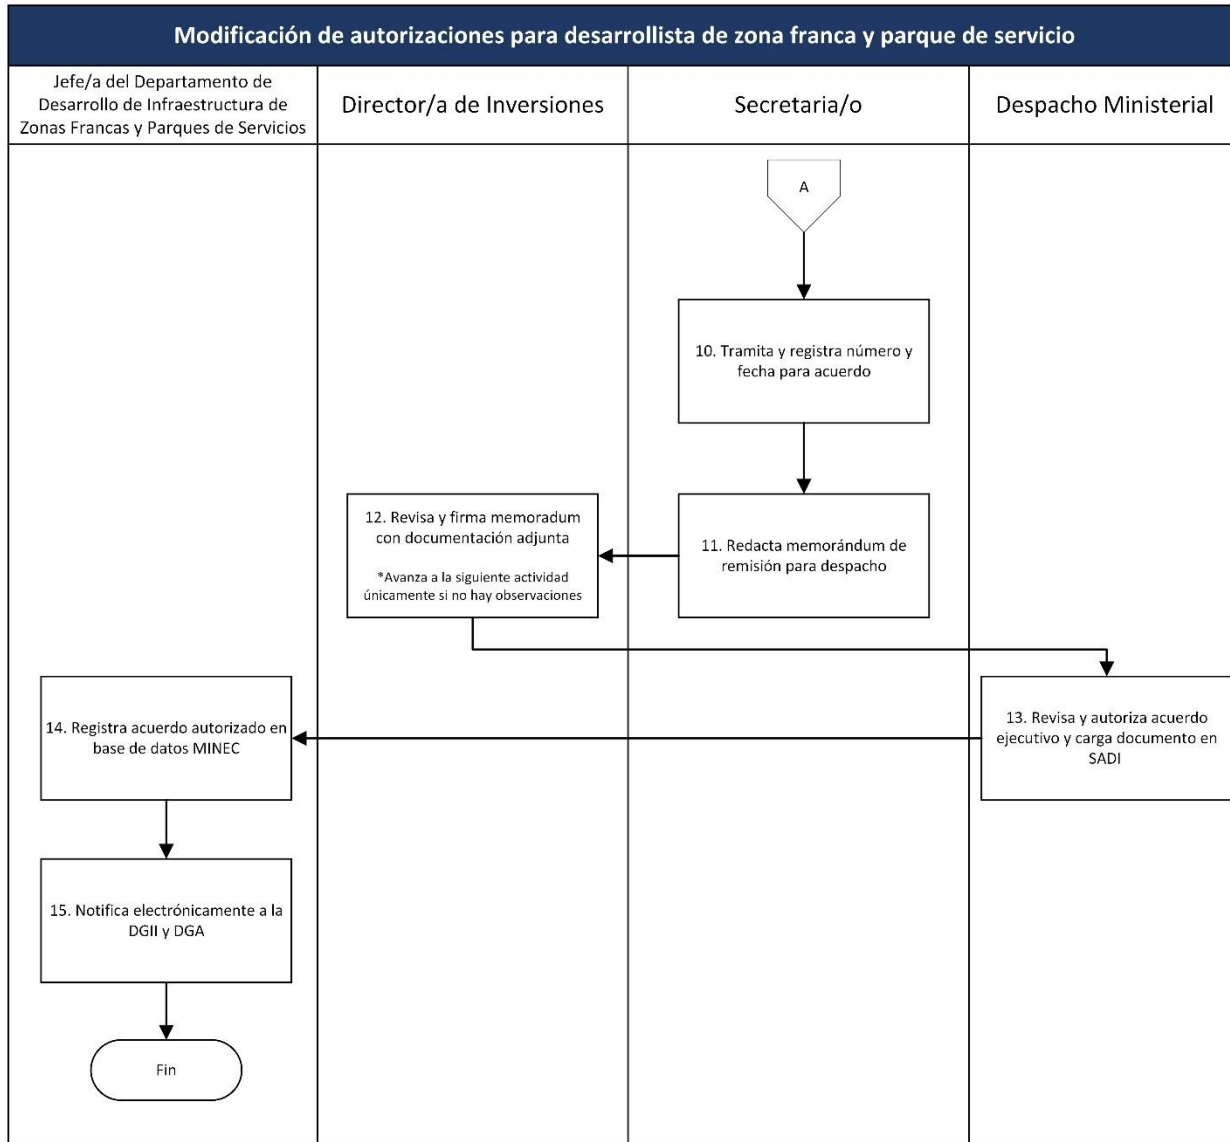 Modificación de autorizaciones para desarrollista de zona franca y parque de servicio
Jefe/a del Departamento de
Desarrollo de Infraestructura de
Zonas Francas y Parques de Servicios
Director/a de Inversiones
Secretaria/o
Despacho Ministerial
A
10. Tramita y registra número y
fecha para acuerdo
11. Redacta memorándum de
remisión para despacho
12. Revisa y firma memoradum
con documentación adjunta
*Avanza a la siguiente actividad
únicamente si no hay observaciones
13. Revisa y autoriza acuerdo
ejecutivo y carga documento en
SADI
14. Registra acuerdo autorizado en
base de datos MINEC
15. Notifica electrónicamente a la
DGII y DGA
Fin